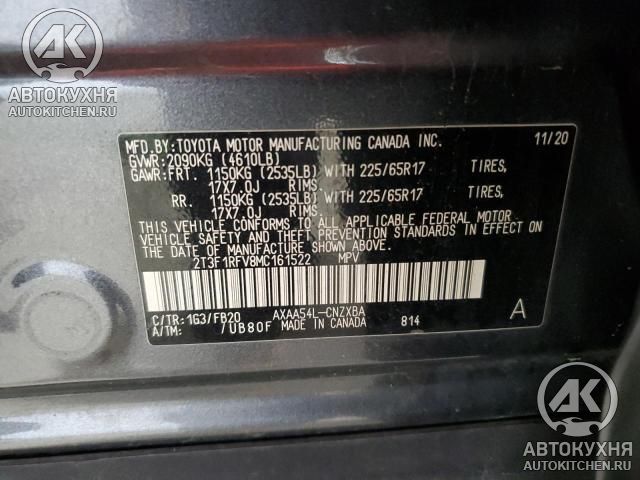 АК
АВТОКУХНЯ
AUTOKITCHEN.RU
MFD.BY:TOYOTA MOTOR MANUFACTURING CANADA INC. 11/20
GVWR:2090KG (4610LB)
GAWR:FRT. 1150KG (2535LB) WITH 225/65R17 TIRES,
17X7.0J RIMS.
RR. 1150KG (2535LB) WITH 225/65R17 TIRES,
17X7.0J RIMS.
THIS VEHICLE CONFORMS TO ALL APPLICABLE FEDERAL MOTOR
VEHICLE SAFETY AND THEFT PREVENTION STANDARDS IN EFFECT ON
THE DATE OF MANUFACTURE SHOWN ABOVE.
2T3F1RFV8MC161522 MPV
C/TR:1G3/FB20 AXAA54L-CNZXBA A
A/TM: /UB80F MADE IN CANADA 814
АК
АВТОКУХНЯ
AUTOKITCHEN.RU